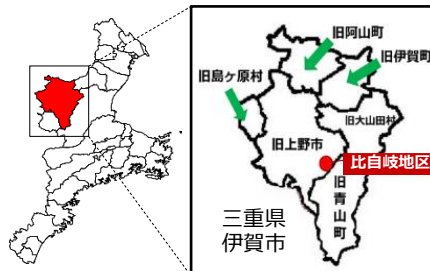 旧阿山町
旧伊賀町
旧島ヶ原村
旧大山田村
旧上野市
比自岐地区
旧青山町
三重県
伊賀市